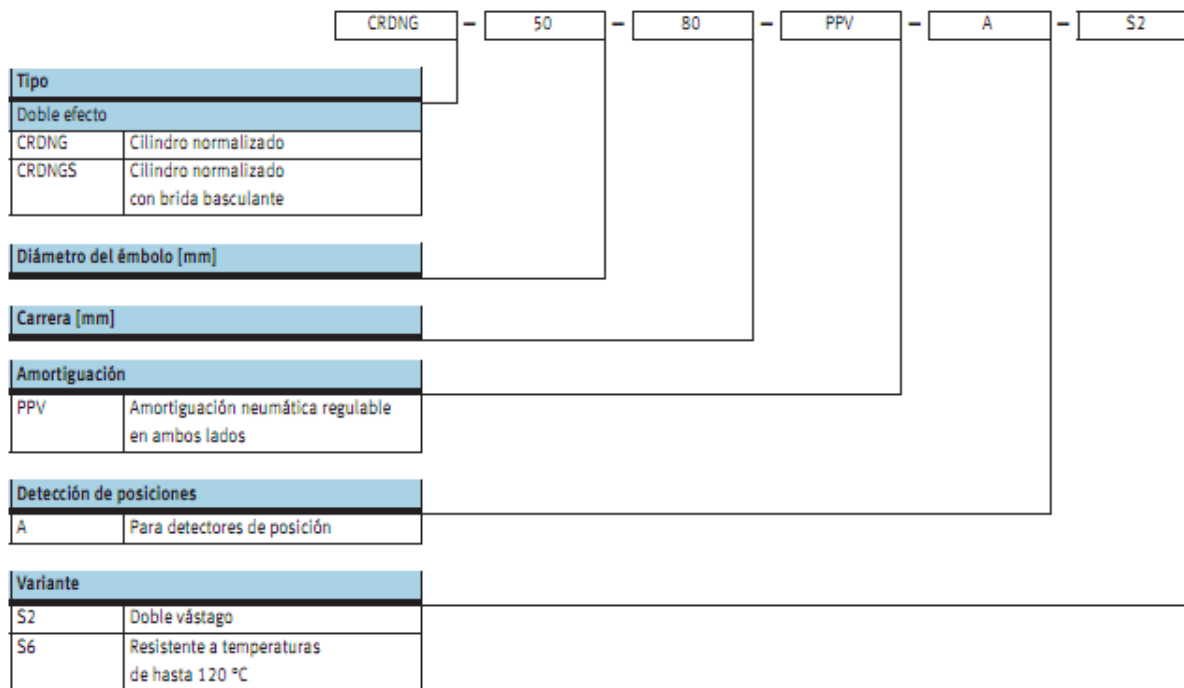 CRDNG – 50 – 80 – PPV – A – S2
Tipo
Doble efecto
CRDNG Cilindro normalizado
CRDNGS Cilindro normalizado
con brida basculante
Diámetro del émbolo [mm]
Carrera [mm]
Amortiguación
PPV Amortiguación neumática regulable
en ambos lados
Detección de posiciones
A Para detectores de posición
Variante
S2 Doble vástago
S6 Resistente a temperaturas
de hasta 120 °C